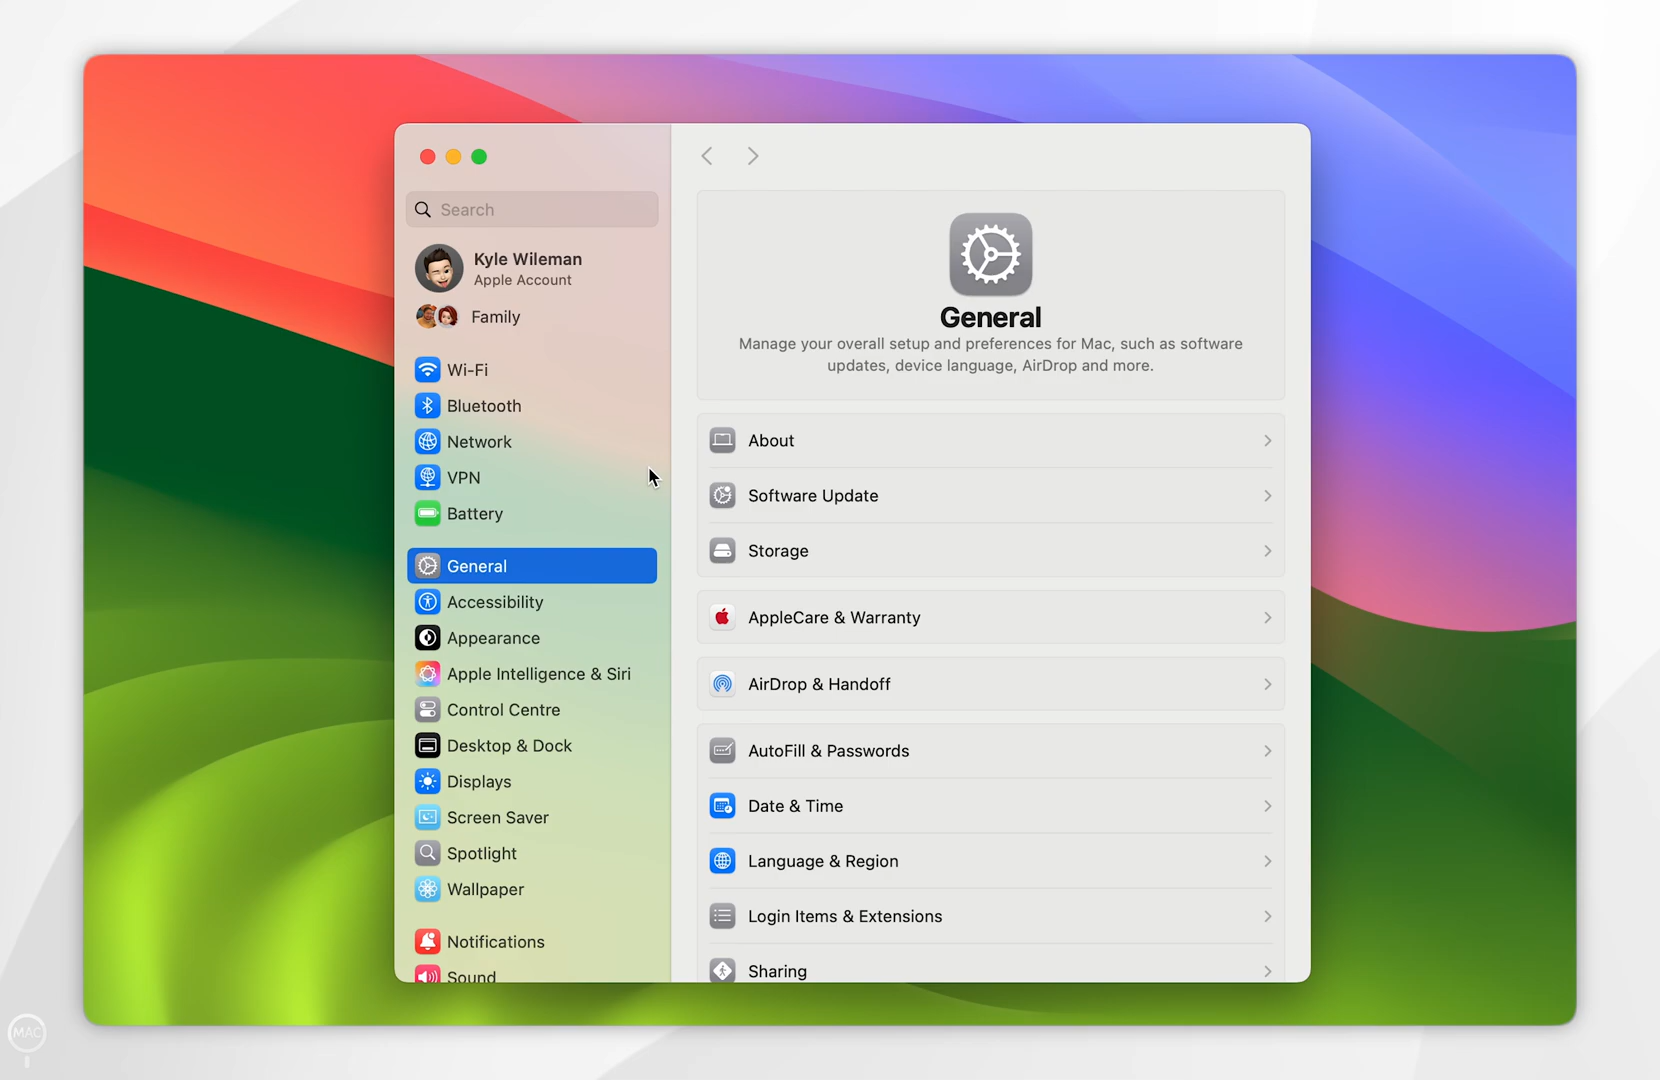 Search
Kyle Wileman
Apple Account
Family
Wi-Fi
Bluetooth
Network
VPN
Battery
General
Accessibility
Appearance
Apple Intelligence & Siri
Control Centre
Desktop & Dock
Displays
Screen Saver
Spotlight
Wallpaper
Notifications
Sound
General
Manage your overall setup and preferences for Mac, such as software
updates, device language, AirDrop and more.
About
Software Update
Storage
AppleCare & Warranty
AirDrop & Handoff
AutoFill & Passwords
Date & Time
Language & Region
Login Items & Extensions
Sharing
MAC